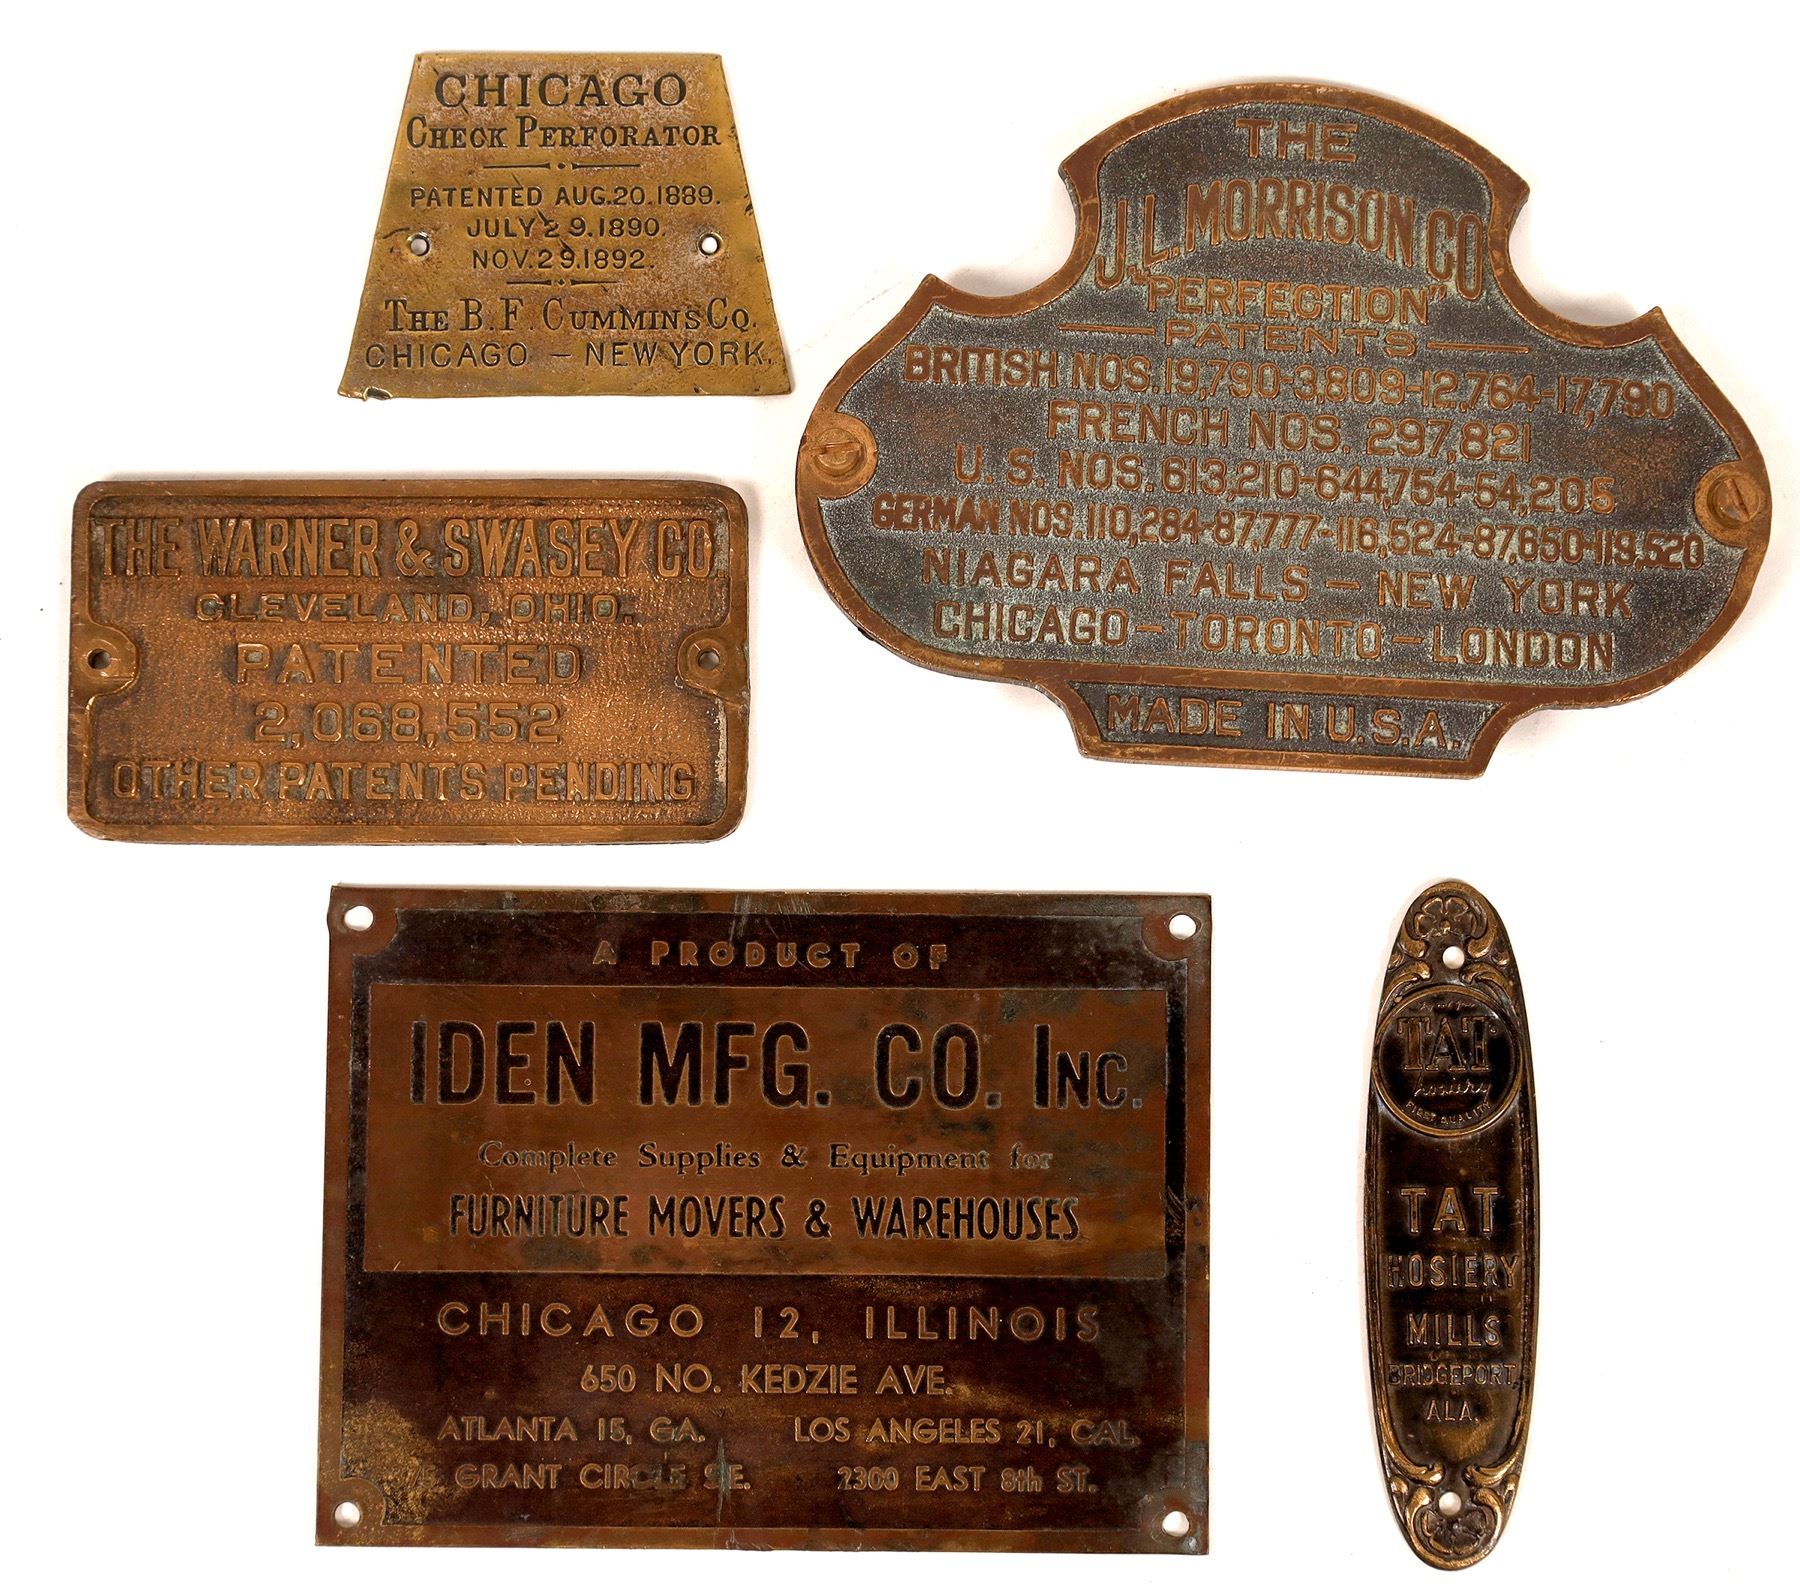 CHICAGO
CHECK PERFORATOR
PATENTED AUG.20.1889.
JULY 29.1890.
NOV.29.1892.
THE B.F. CUMMINS CO.
CHICAGO – NEW YORK.
THE
J.L. MORRISON CO
"PERFECTION"
PATENTS
BRITISH NOS. 19,790-3,809-12,764-17,790
FRENCH NOS. 297,821
U.S. NOS. 613,210-644,754-54,205
GERMAN NOS. 110,284-87,777-116,524-87,650-119,520
NIAGARA FALLS – NEW YORK
CHICAGO – TORONTO – LONDON
MADE IN U.S.A.
THE WARNER & SWASEY CO.
CLEVELAND, OHIO.
PATENTED
2,068,552
OTHER PATENTS PENDING
A PRODUCT OF
IDEN MFG. CO. INC.
Complete Supplies & Equipment for
FURNITURE MOVERS & WAREHOUSES
CHICAGO 12, ILLINOIS
650 NO. KEDZIE AVE.
ATLANTA 15, GA. LOS ANGELES 21, CAL.
GRANT CIRCLE S.E. 2300 EAST 8th ST.
TAT
hosiery
FIRST QUALITY
TAT
HOSIERY
MILLS
BRIDGEPORT,
ALA.